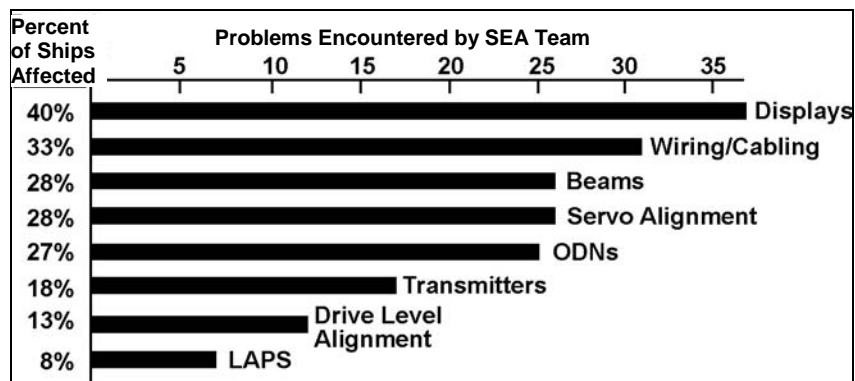 Percent
of Ships
Affected
Problems Encountered by SEA Team
5 10 15 20 25 30 35
40% Displays
33% Wiring/Cabling
28% Beams
28% Servo Alignment
27% ODNs
18% Transmitters
13% Drive Level
Alignment
8% LAPS